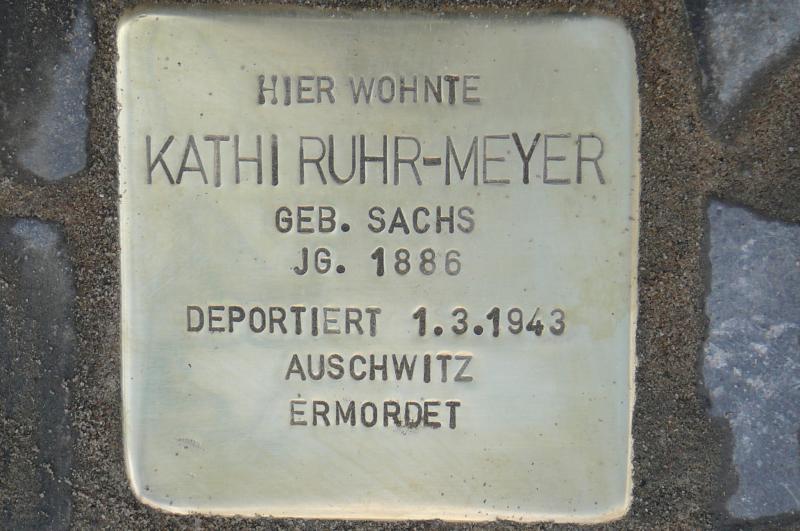 HIER WOHNTE
KATHI RUHR-MEYER
GEB. SACHS
JG. 1886
DEPORTIERT 1.3.1943
AUSCHWITZ
ERMORDET